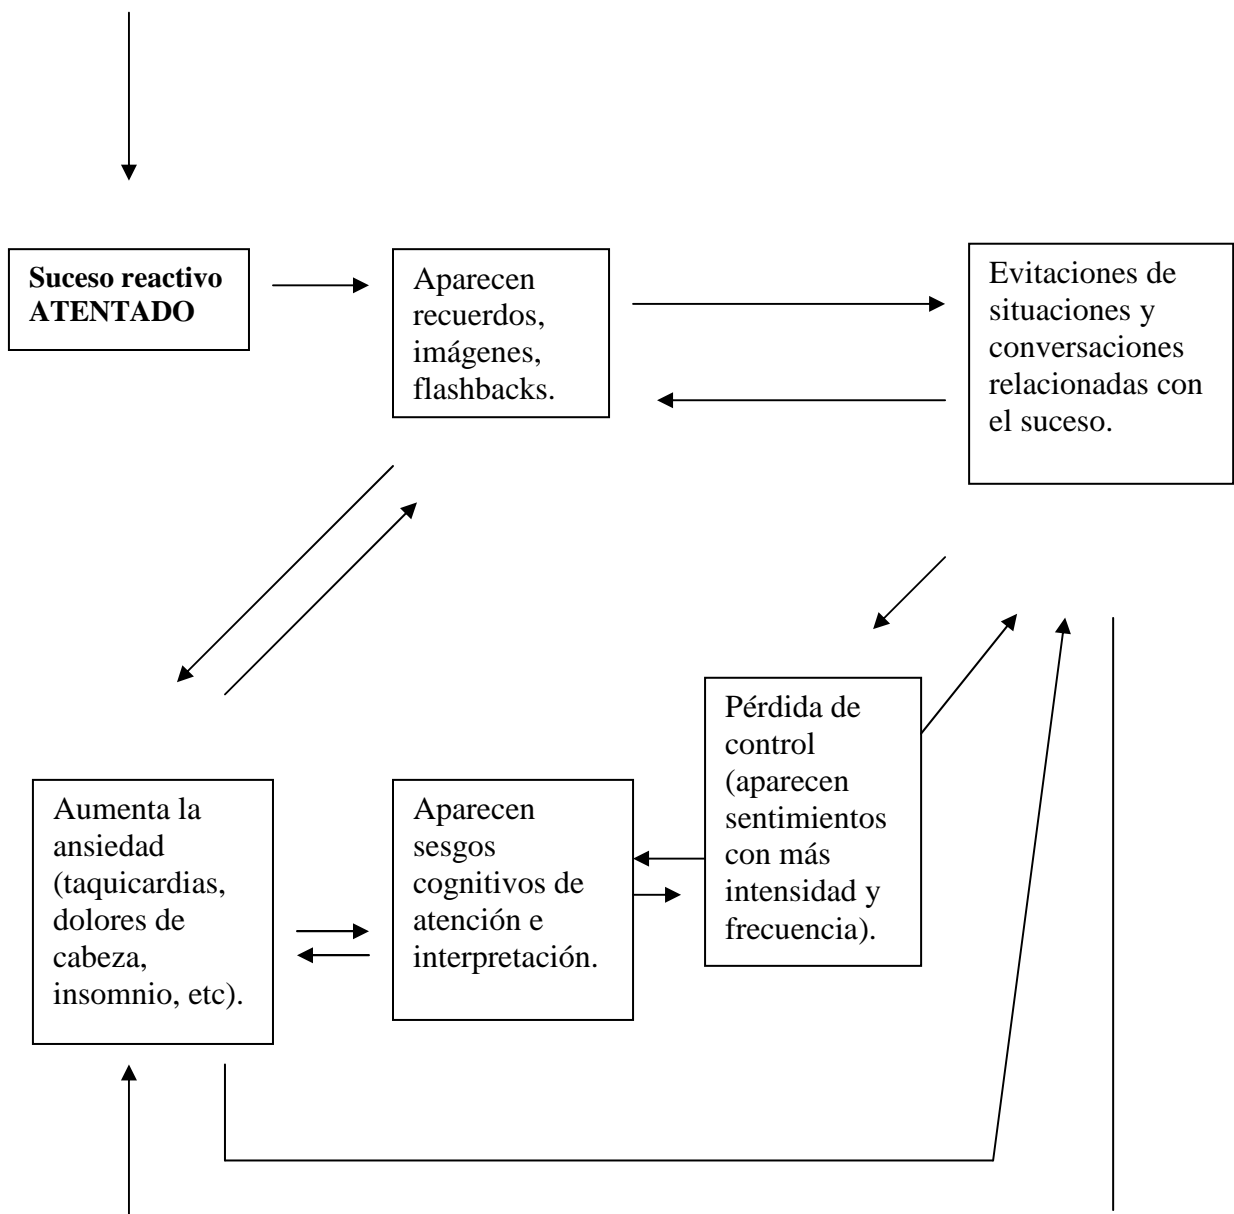 Suceso reactivo
ATENTADO
Aparecen
recuerdos,
imágenes,
flashbacks.
Evitaciones de
situaciones y
conversaciones
relacionadas con
el suceso.
Aumenta la
ansiedad
(taquicardias,
dolores de
cabeza,
insomnio, etc).
Aparecen
sesgos
cognitivos de
atención e
interpretación.
Pérdida de
control
(aparecen
sentimientos
con más
intensidad y
frecuencia).